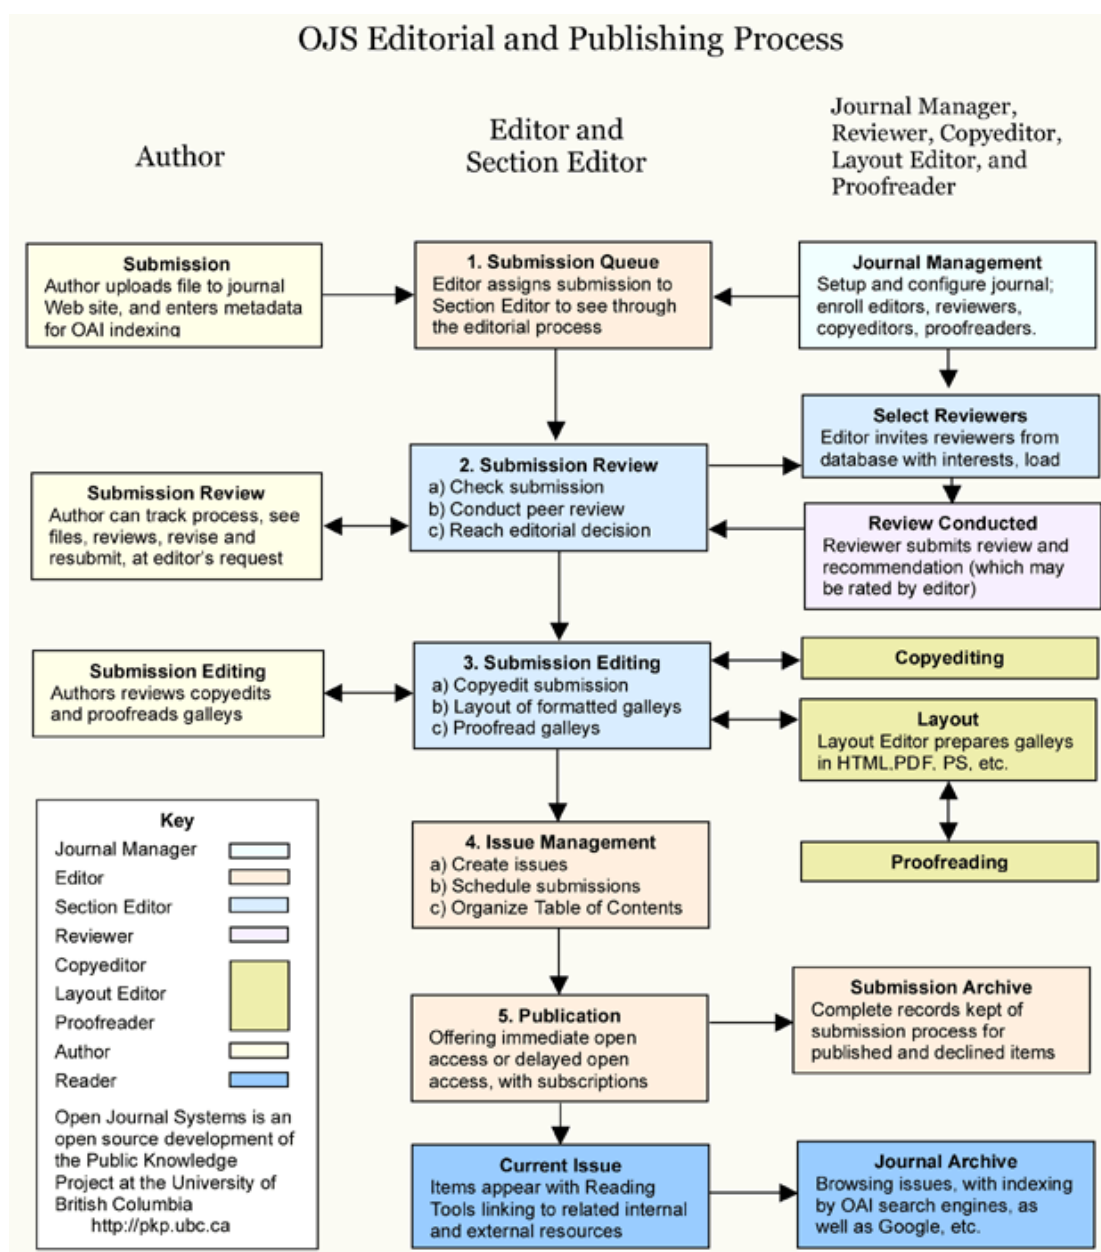 OJS Editorial and Publishing Process
Author
Editor and
Section Editor
Journal Manager,
Reviewer, Copyeditor,
Layout Editor, and
Proofreader
Submission
Author uploads file to journal
Web site, and enters metadata
for OAI indexing
1. Submission Queue
Editor assigns submission to
Section Editor to see through
the editorial process
Journal Management
Setup and configure journal;
enroll editors, reviewers,
copyeditors, proofreaders.
Select Reviewers
Editor invites reviewers from
database with interests, load
Submission Review
Author can track process, see
files, reviews, revise and
resubmit, at editor's request
2. Submission Review
a) Check submission
b) Conduct peer review
c) Reach editorial decision
Review Conducted
Reviewer submits review and
recommendation (which may
be rated by editor)
Submission Editing
Authors reviews copyedits
and proofreads galleys
3. Submission Editing
a) Copyedit submission
b) Layout of formatted galleys
c) Proofread galleys
Copyediting
Layout
Layout Editor prepares galleys
in HTML,PDF, PS, etc.
Proofreading
4. Issue Management
a) Create issues
b) Schedule submissions
c) Organize Table of Contents
5. Publication
Offering immediate open
access or delayed open
access, with subscriptions
Submission Archive
Complete records kept of
submission process for
published and declined items
Current Issue
Items appear with Reading
Tools linking to related internal
and external resources
Journal Archive
Browsing issues, with indexing
by OAI search engines, as
well as Google, etc.
Key
Journal Manager
Editor
Section Editor
Reviewer
Copyeditor
Layout Editor
Proofreader
Author
Reader
Open Journal Systems is an
open source development of
the Public Knowledge
Project at the University of
British Columbia
http://pkp.ubc.ca